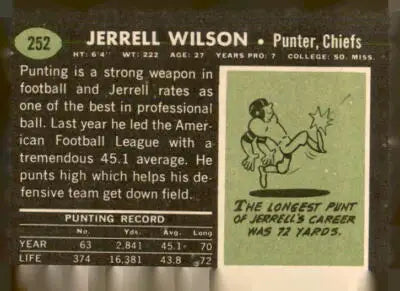 252 JERRELL WILSON • Punter, Chiefs
HT: 6'4" WT: 222 AGE: 27 YEARS PRO: 7 COLLEGE: SO. MISS.
Punting is a strong weapon in
football and Jerrell rates as
one of the best in professional
ball. Last year he led the Amer-
ican Football League with a
tremendous 45.1 average. He
punts high which helps his de-
fensive team get down field.
PUNTING RECORD
No. Yds. Avg. Long
YEAR 63 2,841 45.1 70
LIFE 374 16,381 43.8 72
THE LONGEST PUNT
OF JERRELL'S CAREER
WAS 72 YARDS.